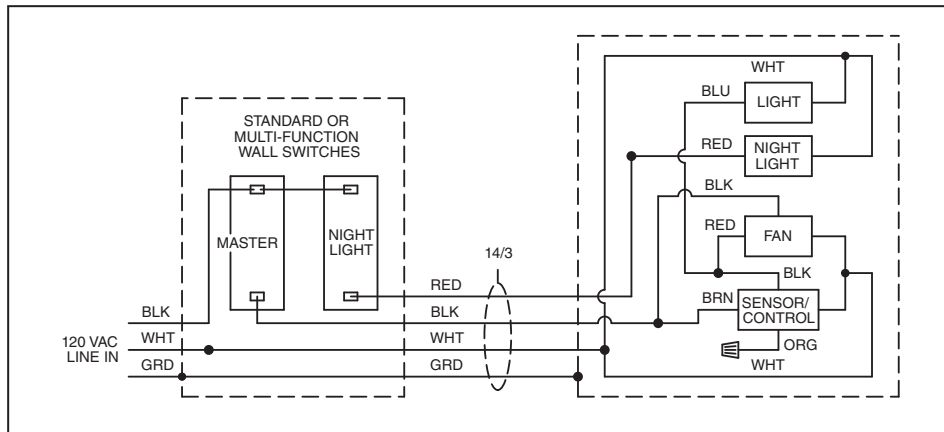 STANDARD OR
MULTI-FUNCTION
WALL SWITCHES
MASTER
NIGHT
LIGHT
120 VAC
LINE IN
BLK
WHT
GRD
14/3
RED
BLK
WHT
GRD
WHT
BLU
LIGHT
RED
NIGHT
LIGHT
BLK
RED
FAN
BLK
BRN
SENSOR/
CONTROL
ORG
WHT